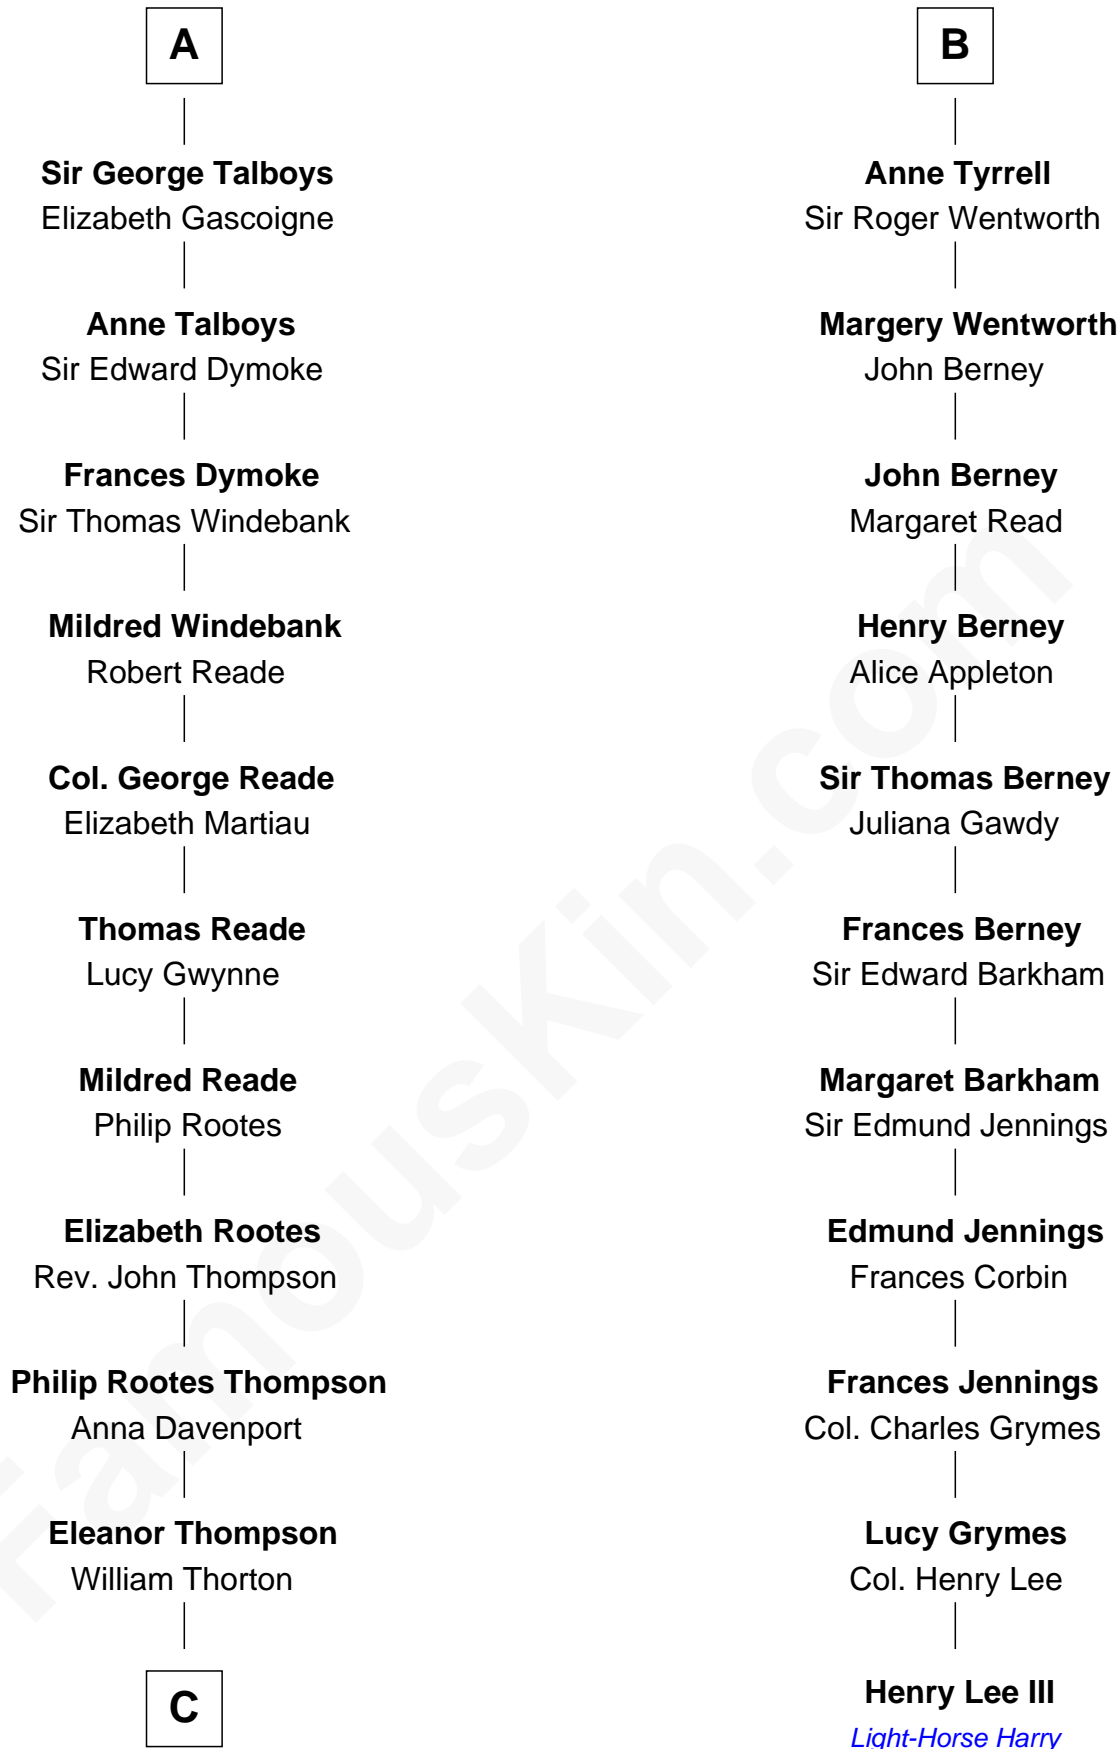 A
Sir George Talboys
Elizabeth Gascoigne
Anne Talboys
Sir Edward Dymoke
Frances Dymoke
Sir Thomas Windebank
Mildred Windebank
Robert Reade
Col. George Reade
Elizabeth Martiau
Thomas Reade
Lucy Gwynne
Mildred Reade
Philip Rootes
Elizabeth Rootes
Rev. John Thompson
Philip Rootes Thompson
Anna Davenport
Eleanor Thompson
William Thorton
C
B
Anne Tyrrell
Sir Roger Wentworth
Margery Wentworth
John Berney
John Berney
Margaret Read
Henry Berney
Alice Appleton
Sir Thomas Berney
Juliana Gawdy
Frances Berney
Sir Edward Barkham
Margaret Barkham
Sir Edmund Jennings
Edmund Jennings
Frances Corbin
Frances Jennings
Col. Charles Grymes
Lucy Grymes
Col. Henry Lee
Henry Lee III
Light-Horse Harry
FamousKin.com